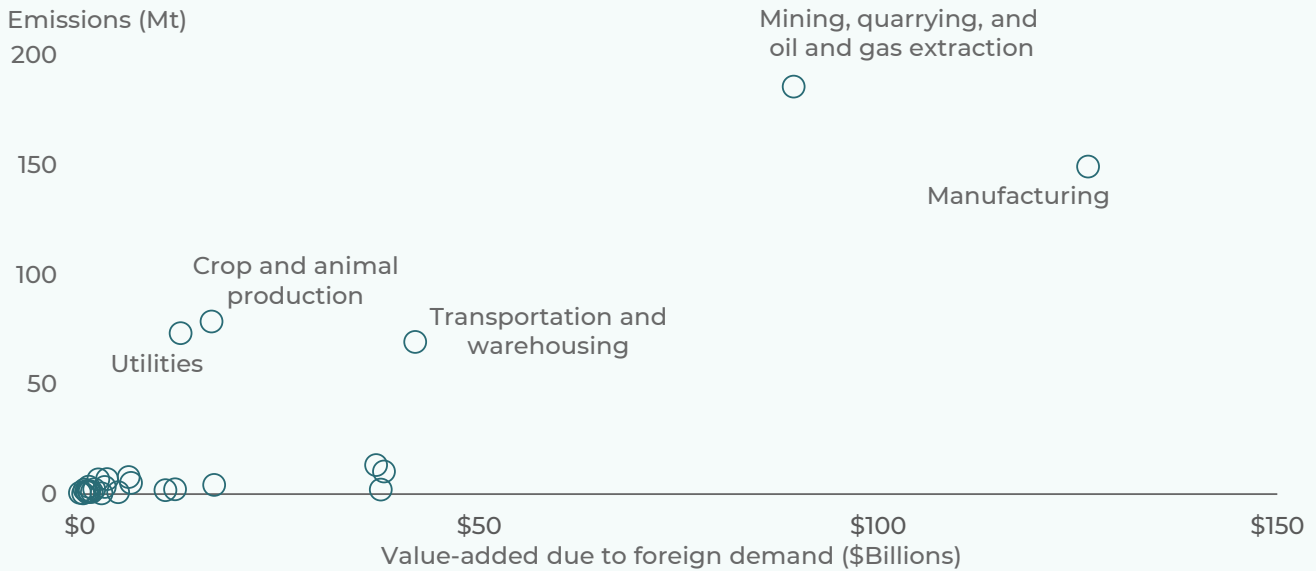 Emissions (Mt)
Mining, quarrying, and
oil and gas extraction
200
150
Manufacturing
100
Crop and animal
production
Transportation and
warehousing
Utilities
50
0
$0
$50
$100
$150
Value-added due to foreign demand ($Billions)